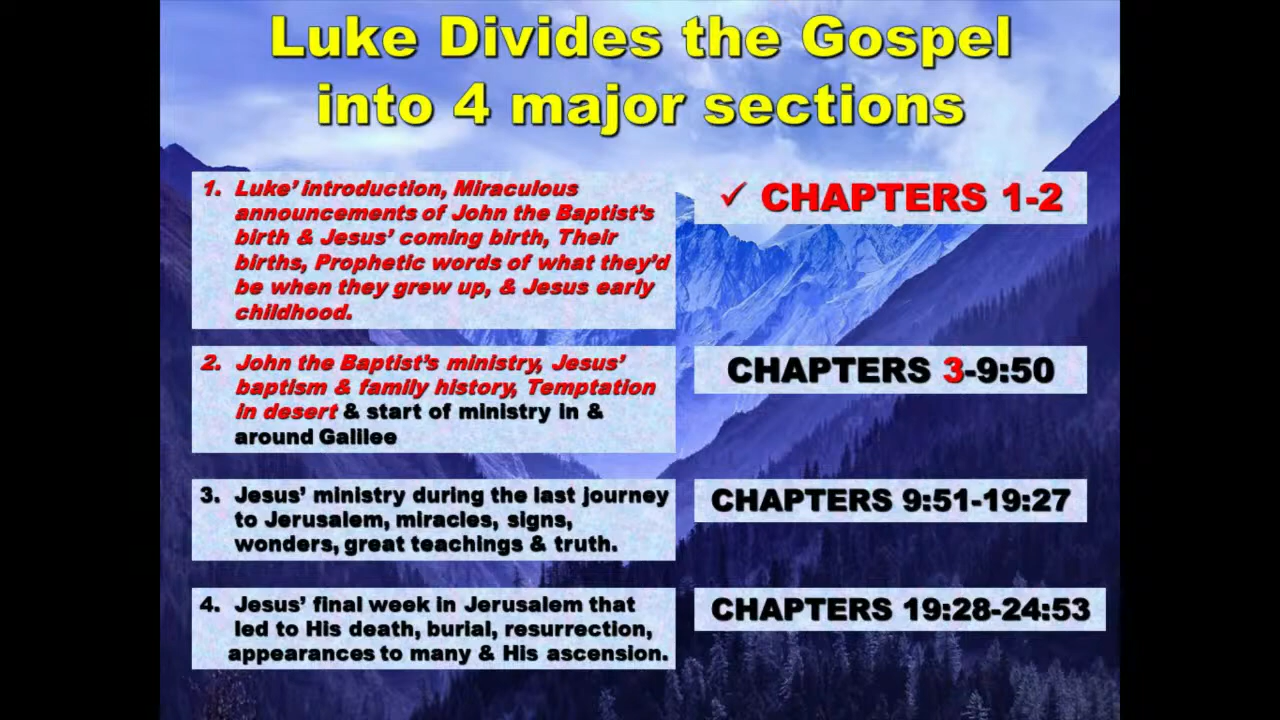 Luke Divides the Gospel
into 4 major sections
1. Luke’ introduction, Miraculous
announcements of John the Baptist’s
birth & Jesus’ coming birth, Their
births, Prophetic words of what they’d
be when they grew up, & Jesus early
childhood.
✓ CHAPTERS 1-2
2. John the Baptist’s ministry, Jesus’
baptism & family history, Temptation
in desert & start of ministry in &
around Galilee
CHAPTERS 3-9:50
3. Jesus’ ministry during the last journey
to Jerusalem, miracles, signs,
wonders, great teachings & truth.
CHAPTERS 9:51-19:27
4. Jesus’ final week in Jerusalem that
led to His death, burial, resurrection,
appearances to many & His ascension.
CHAPTERS 19:28-24:53